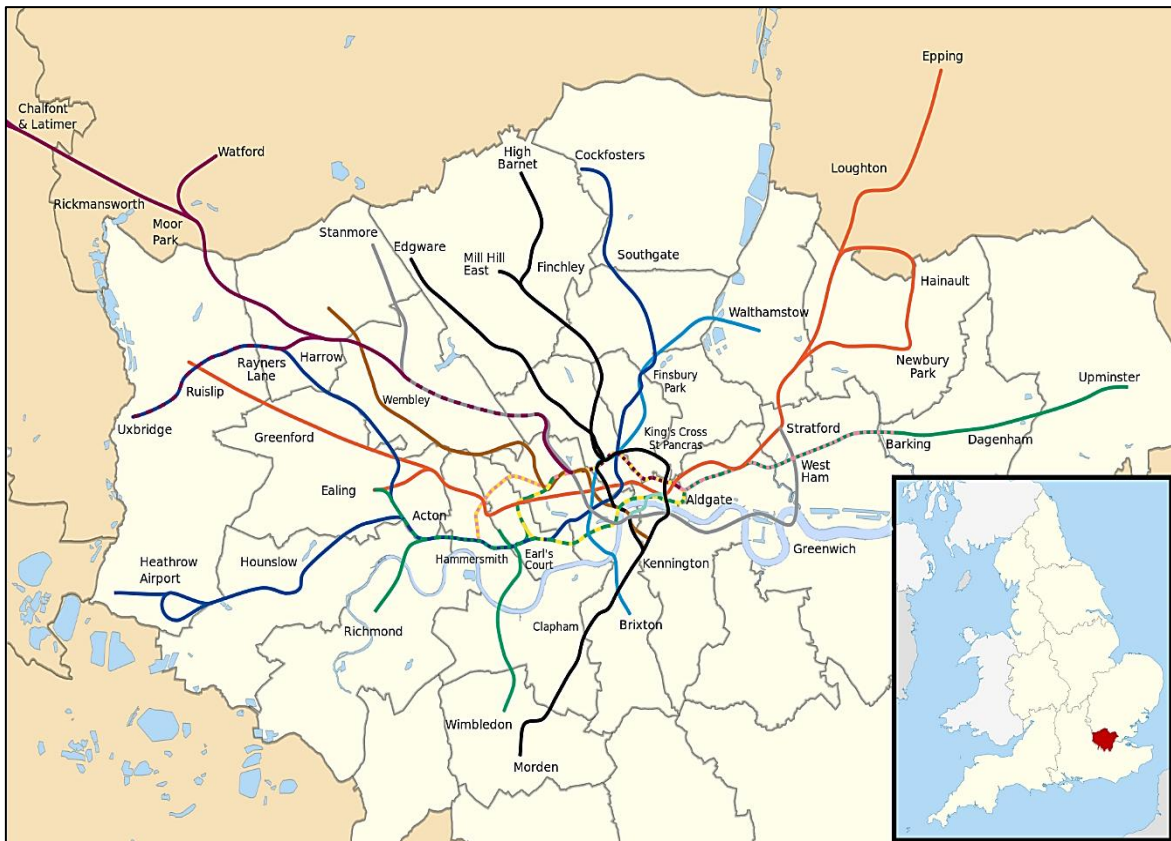 Epping
Chalfont
& Latimer
Watford
High
Barnet
Cockfosters
Loughton
Rickmansworth
Moor
Park
Stanmore
Edgware
Mill Hill
East
Finchley
Southgate
Hainault
Walthamstow
Rayners
Lane
Harrow
Newbury
Park
Finsbury
Park
Upminster
Ruislip
Wembley
Uxbridge
Greenford
King's Cross
St Pancras
Stratford
Barking
Dagenham
West
Ham
Ealing
Aldgate
Acton
Hammersmith
Earl's
Court
Greenwich
Heathrow
Airport
Hounslow
Kennington
Richmond
Clapham
Brixton
Wimbledon
Morden